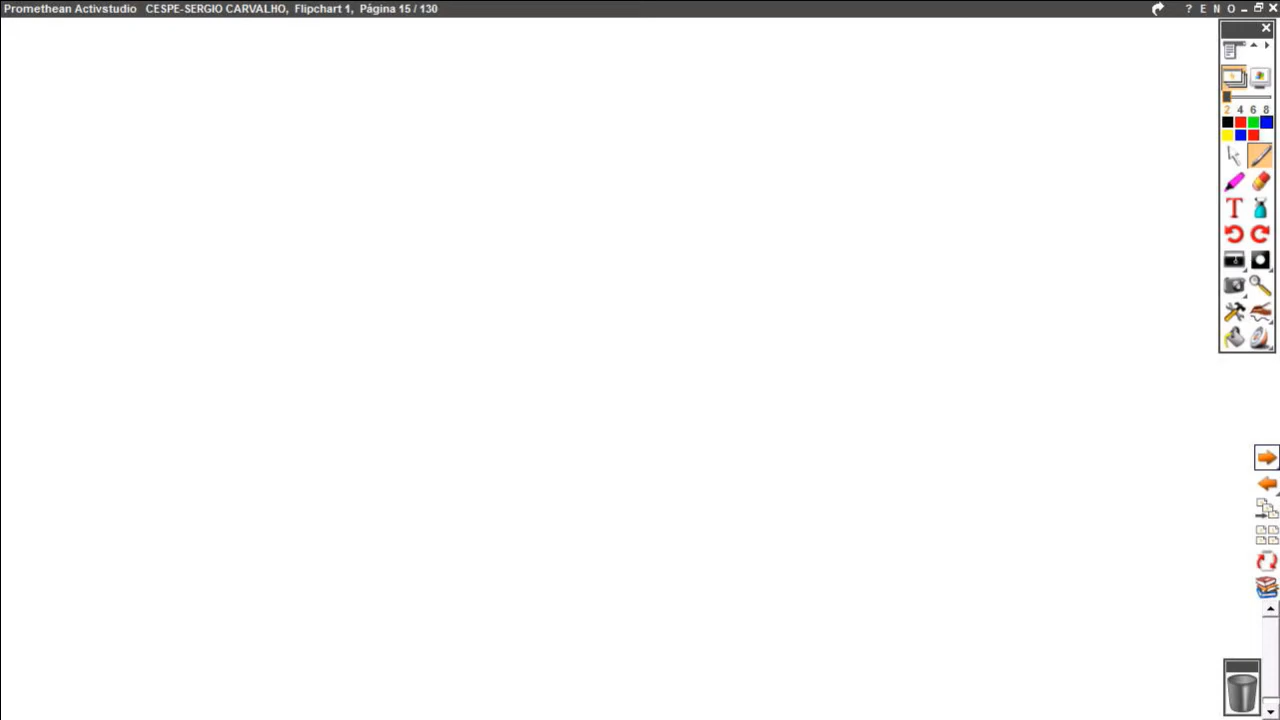 Promethean Activstudio CESPE-SERGIO CARVALHO, Flipchart 1, Página 15 / 130
? E N O
2 4 6 8
T